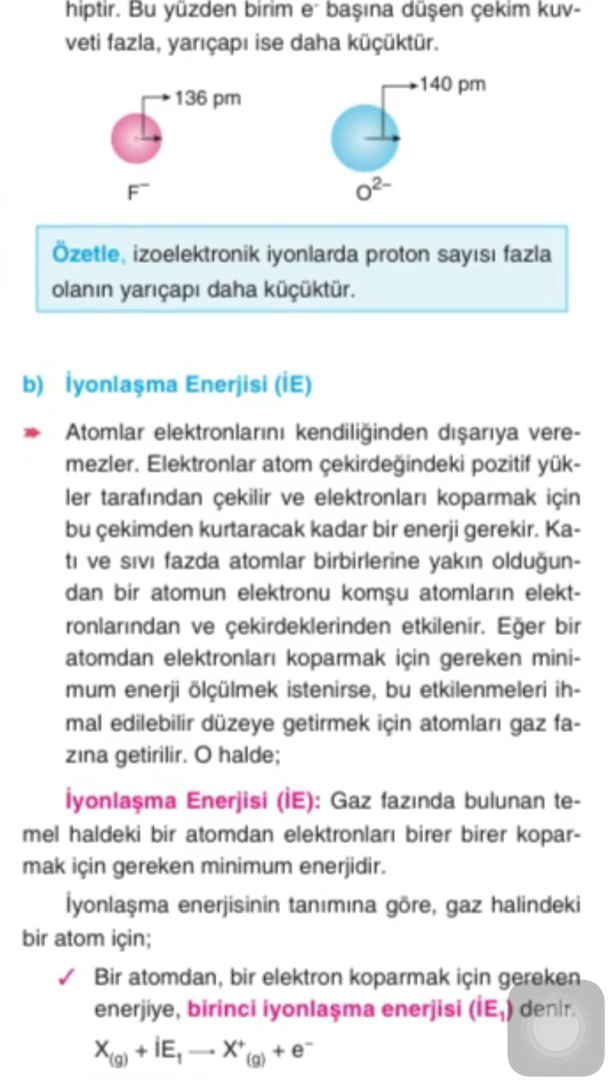 hiptir. Bu yüzden birim e⁻ başına düşen çekim kuv-
veti fazla, yarıçapı ise daha küçüktür.
136 pm
140 pm
F⁻
O²⁻
Özetle, izoelektronik iyonlarda proton sayısı fazla
olanın yarıçapı daha küçüktür.
b) İyonlaşma Enerjisi (İE)
Atomlar elektronlarını kendiliğinden dışarıya vere-
mezler. Elektronlar atom çekirdeğindeki pozitif yük-
ler tarafından çekilir ve elektronları koparmak için
bu çekimden kurtaracak kadar bir enerji gerekir. Ka-
tı ve sıvı fazda atomlar birbirlerine yakın olduğun-
dan bir atomun elektronu komşu atomların elekt-
ronlarından ve çekirdeklerinden etkilenir. Eğer bir
atomdan elektronları koparmak için gereken mini-
mum enerji ölçülmek istenirse, bu etkilenmeleri ih-
mal edilebilir düzeye getirmek için atomları gaz fa-
zına getirilir. O halde;
İyonlaşma Enerjisi (İE): Gaz fazında bulunan te-
mel haldeki bir atomdan elektronları birer birer kopar-
mak için gereken minimum enerjidir.
İyonlaşma enerjisinin tanımına göre, gaz halindeki
bir atom için;
✓ Bir atomdan, bir elektron koparmak için gereken
enerjiye, birinci iyonlaşma enerjisi (İE₁) denir.
X(g) + İE₁ — X⁺(g) + e⁻